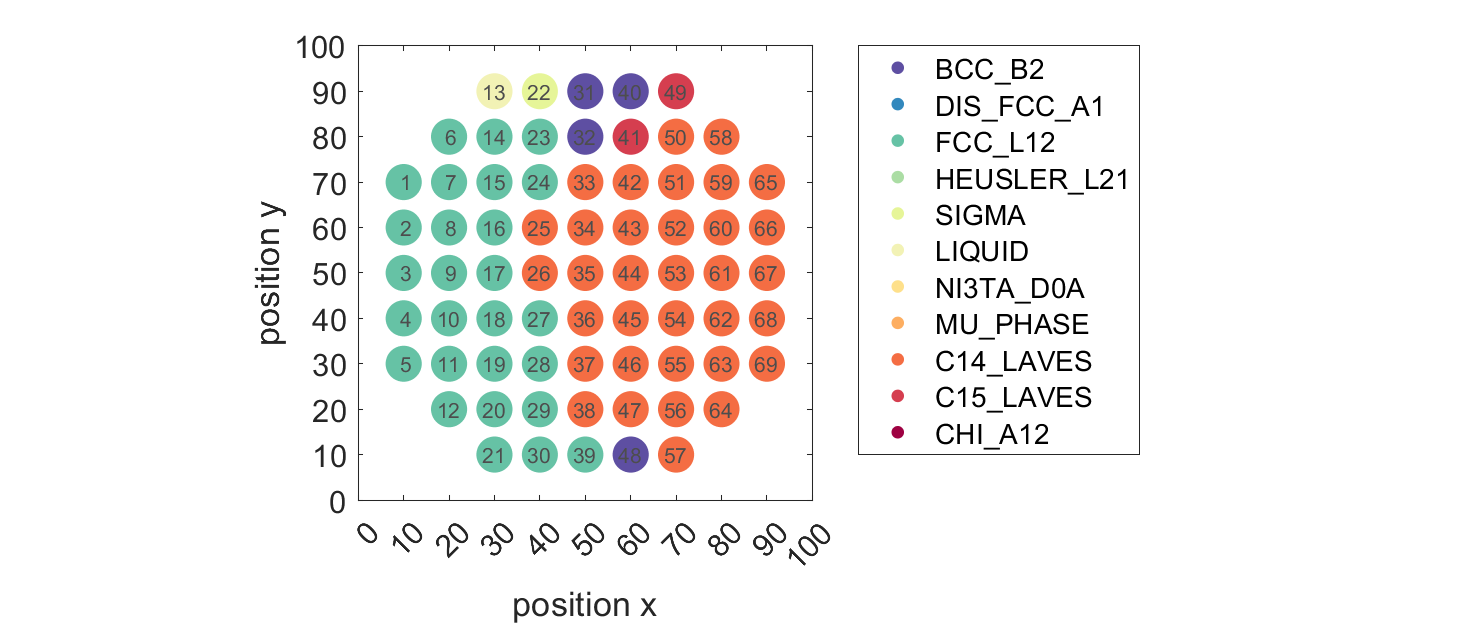 100
90 13 22 31 40 49
80 6 14 23 32 41 50 58
70 1 7 15 24 33 42 51 59 65
60 2 8 16 25 34 43 52 60 66
50 3 9 17 26 35 44 53 61 67
40 4 10 18 27 36 45 54 62 68
30 5 11 19 28 37 46 55 63 69
20 12 20 29 38 47 56 64
10 21 30 39 48 57
0
0 10 20 30 40 50 60 70 80 90 100
position x
position y
BCC_B2
DIS_FCC_A1
FCC_L12
HEUSLER_L21
SIGMA
LIQUID
NI3TA_D0A
MU_PHASE
C14_LAVES
C15_LAVES
CHI_A12